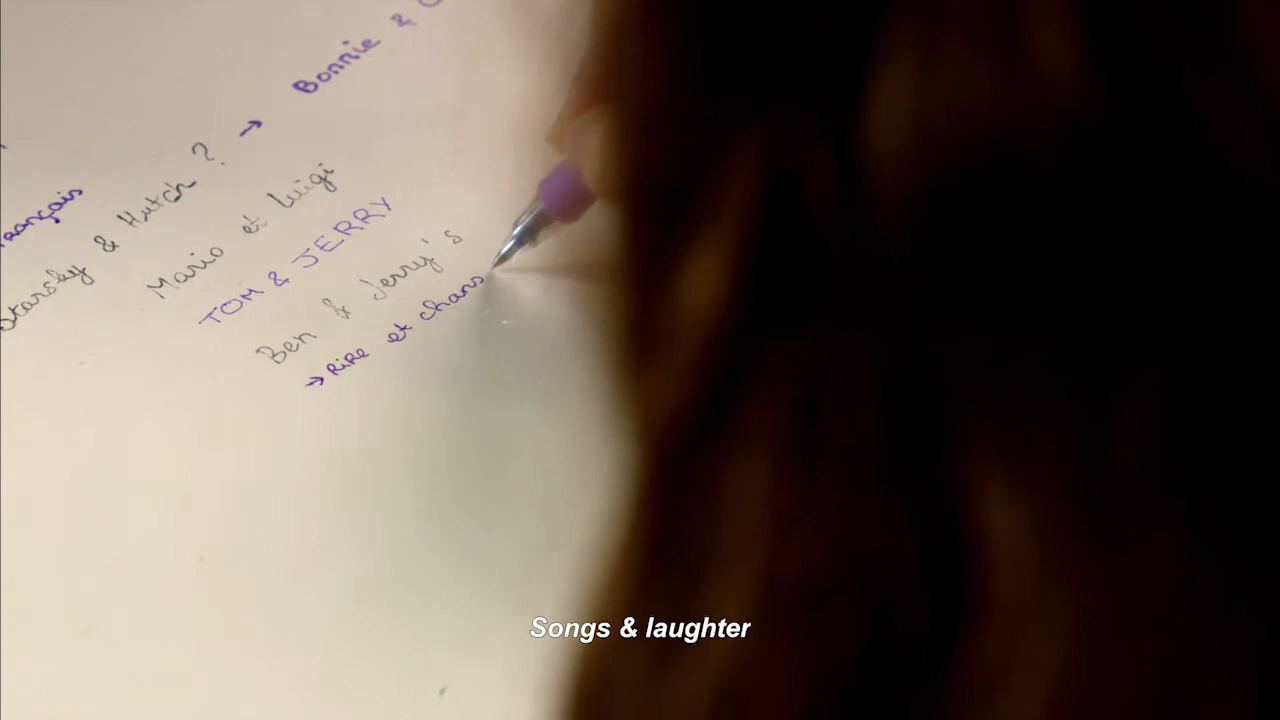 Bonnie &
Français
Starsky & Hutch ? →
Mario et Luigi
TOM & JERRY
Ben & Jerry's
→ RiRe et chans
Songs & laughter